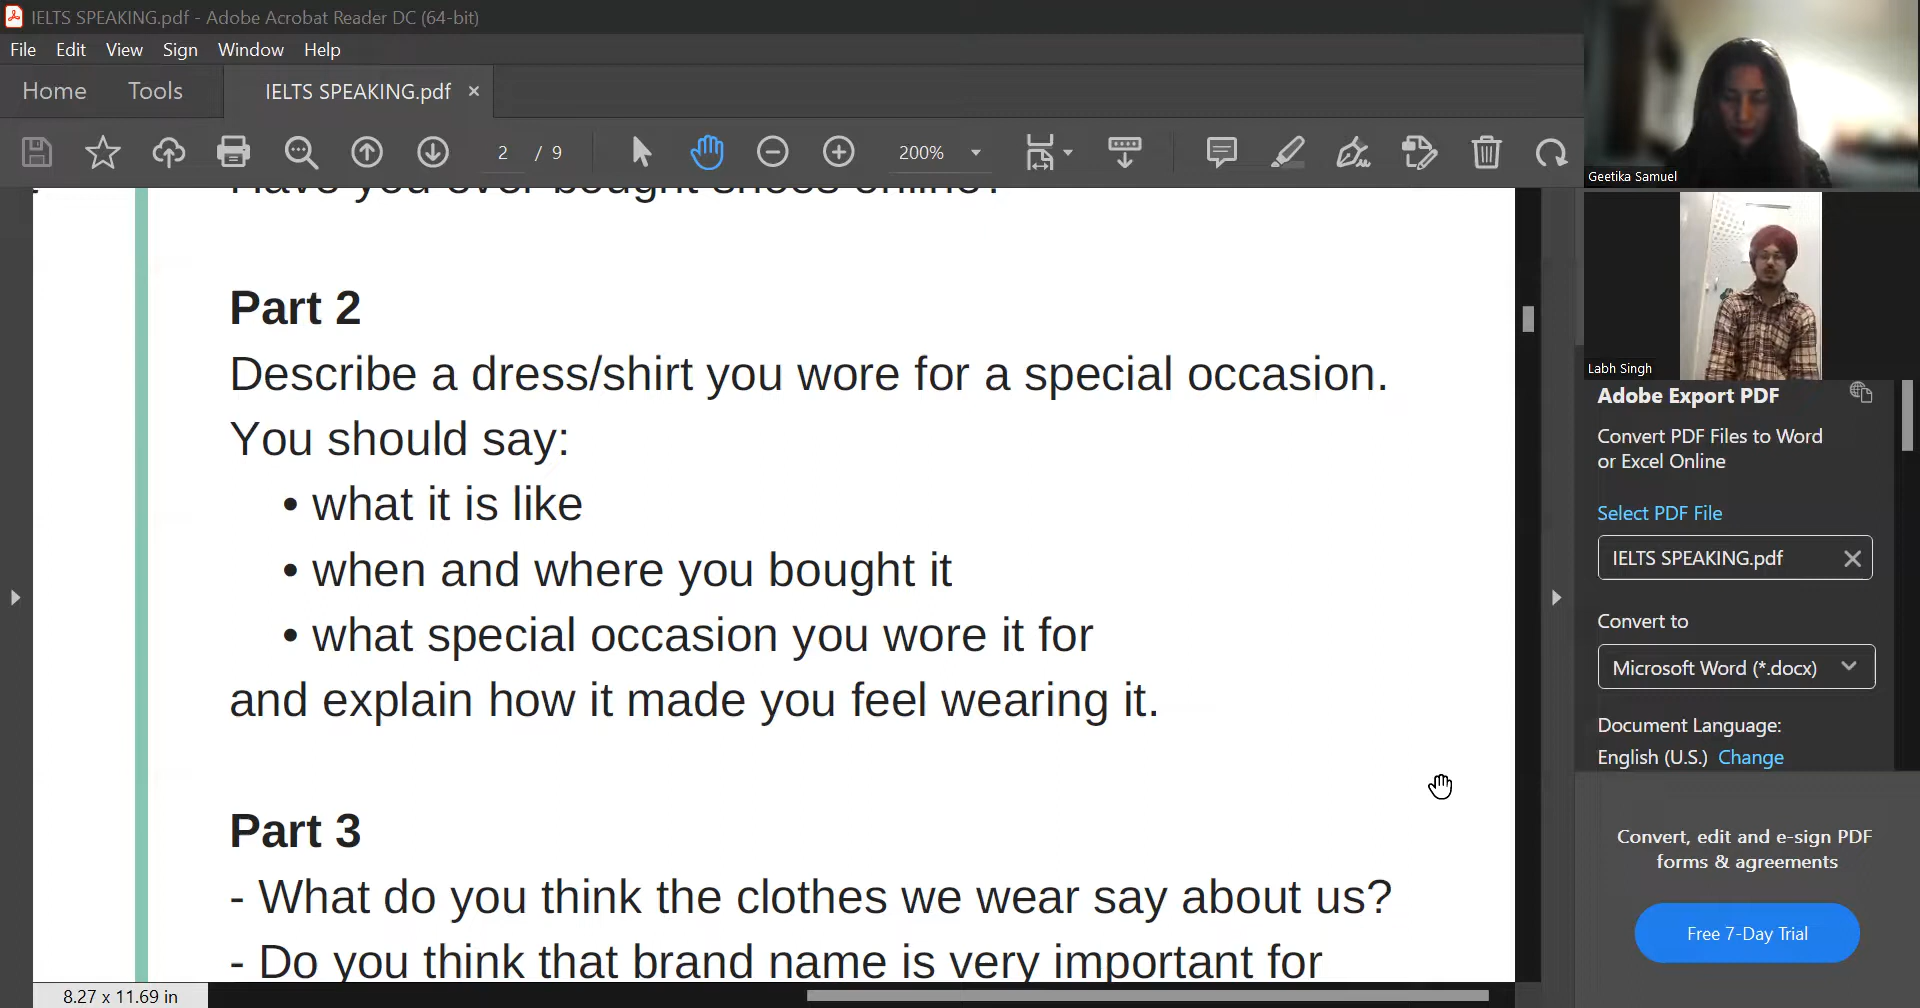 IELTS SPEAKING.pdf - Adobe Acrobat Reader DC (64-bit)
File Edit View Sign Window Help
Home Tools IELTS SPEAKING.pdf ×
2 / 9 200%
Have you ever bought shoes online?
Part 2
Describe a dress/shirt you wore for a special occasion.
You should say:
• what it is like
• when and where you bought it
• what special occasion you wore it for
and explain how it made you feel wearing it.
Part 3
- What do you think the clothes we wear say about us?
- Do you think that brand name is very important for
8.27 x 11.69 in
Geetika Samuel
Labh Singh
Adobe Export PDF
Convert PDF Files to Word
or Excel Online
Select PDF File
IELTS SPEAKING.pdf
Convert to
Microsoft Word (*.docx)
Document Language:
English (U.S.) Change
Convert, edit and e-sign PDF
forms & agreements
Free 7-Day Trial